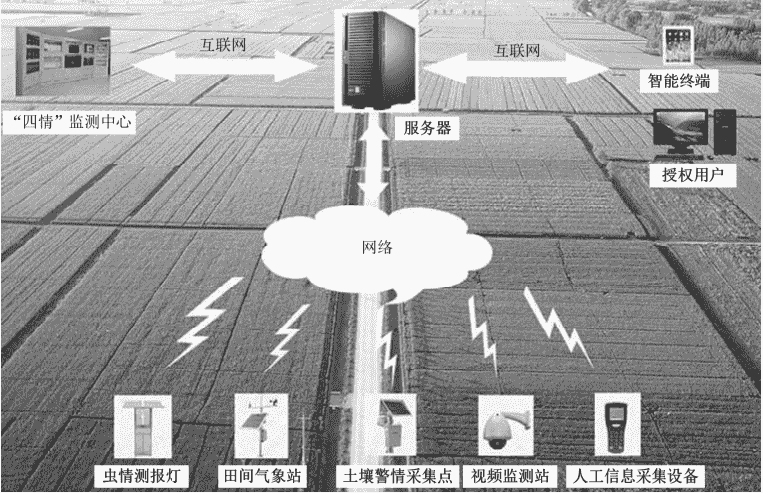 互联网
互联网
“四情”监测中心
服务器
智能终端
授权用户
网络
虫情测报灯
田间气象站
土壤警情采集点
视频监测站
人工信息采集设备